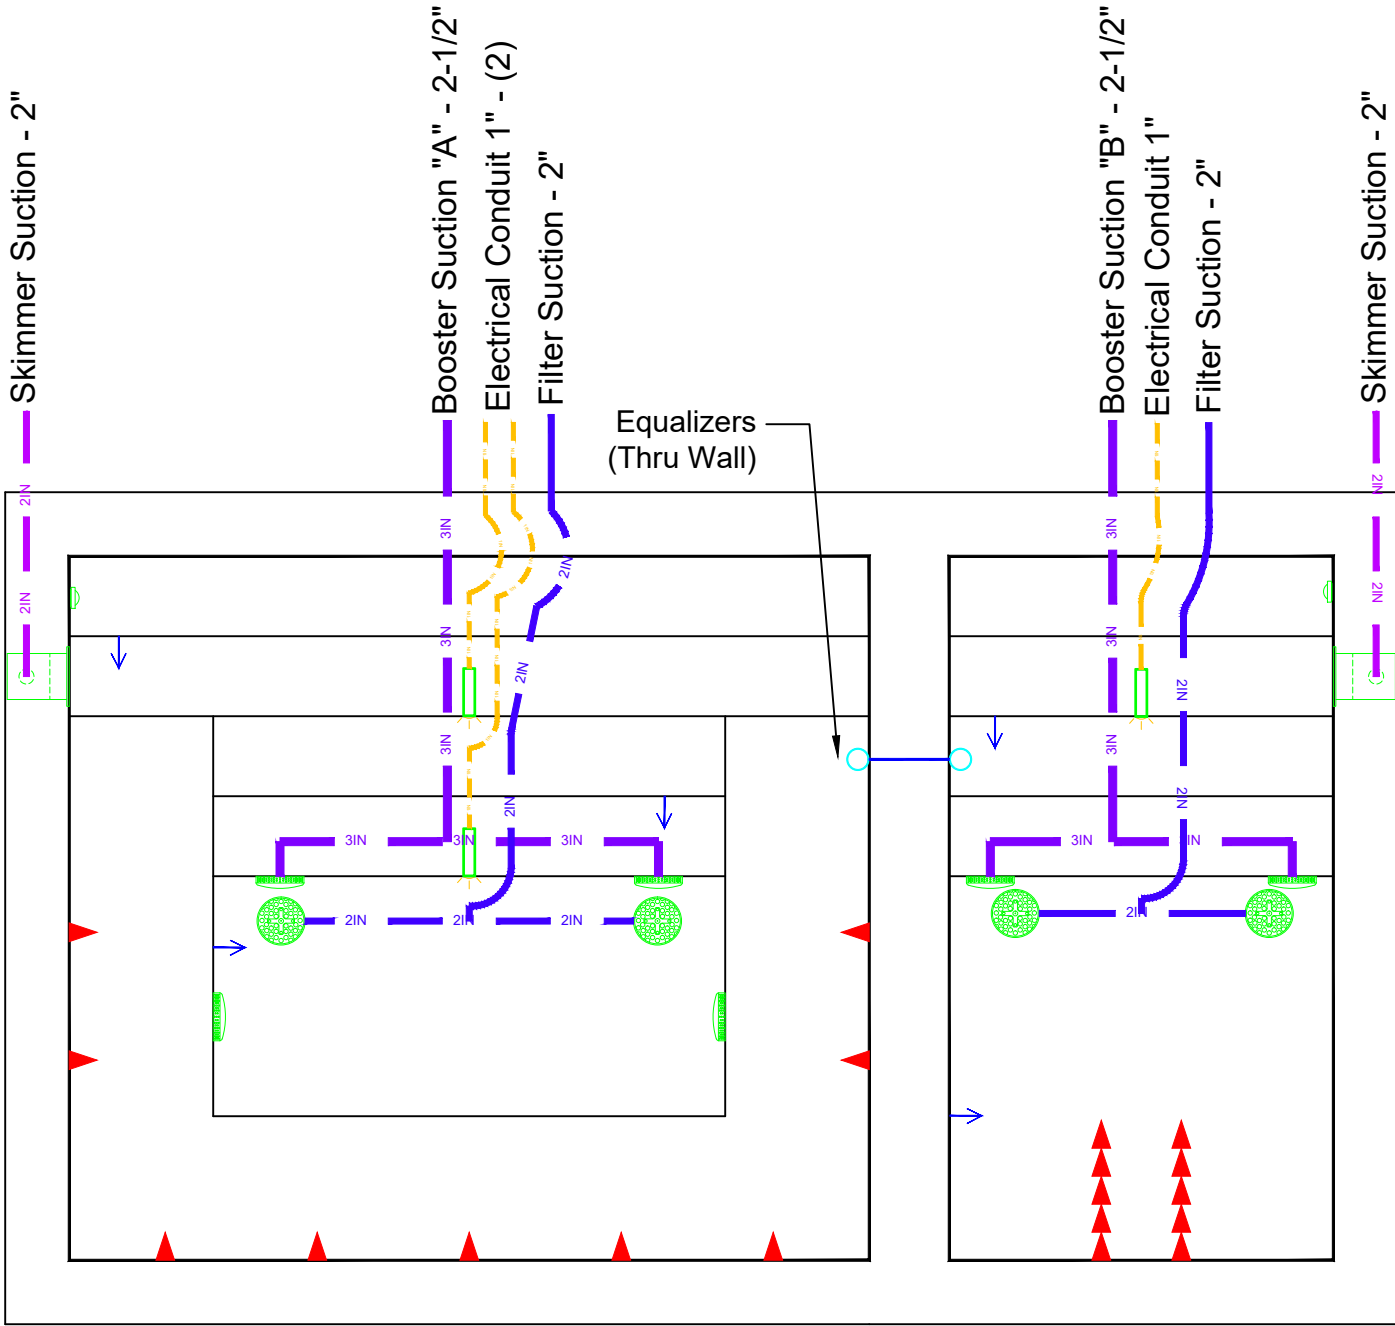 Skimmer Suction - 2"
Booster Suction "A" - 2-1/2"
Electrical Conduit 1" - (2)
Filter Suction - 2"
Booster Suction "B" - 2-1/2"
Electrical Conduit 1"
Filter Suction - 2"
Skimmer Suction - 2"
Equalizers
(Thru Wall)
2IN
2IN
3IN
3IN
3IN
2IN
2IN
2IN
3IN
3IN
3IN
2IN
2IN
2IN
3IN
3IN
3IN
2IN
2IN
3IN
3IN
2IN
2IN
2IN